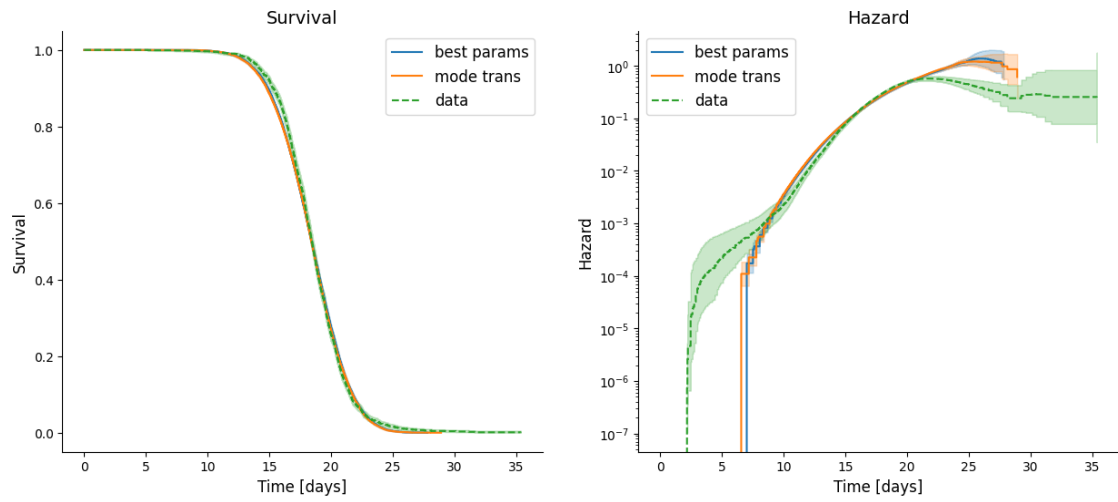 Survival
Hazard
best params
mode trans
data
best params
mode trans
data
1.0
0.8
0.6
0.4
0.2
0.0
Survival
0
5
10
15
20
25
30
35
Time [days]
10^0
10^-1
10^-2
10^-3
10^-4
10^-5
10^-6
10^-7
Hazard
0
5
10
15
20
25
30
35
Time [days]